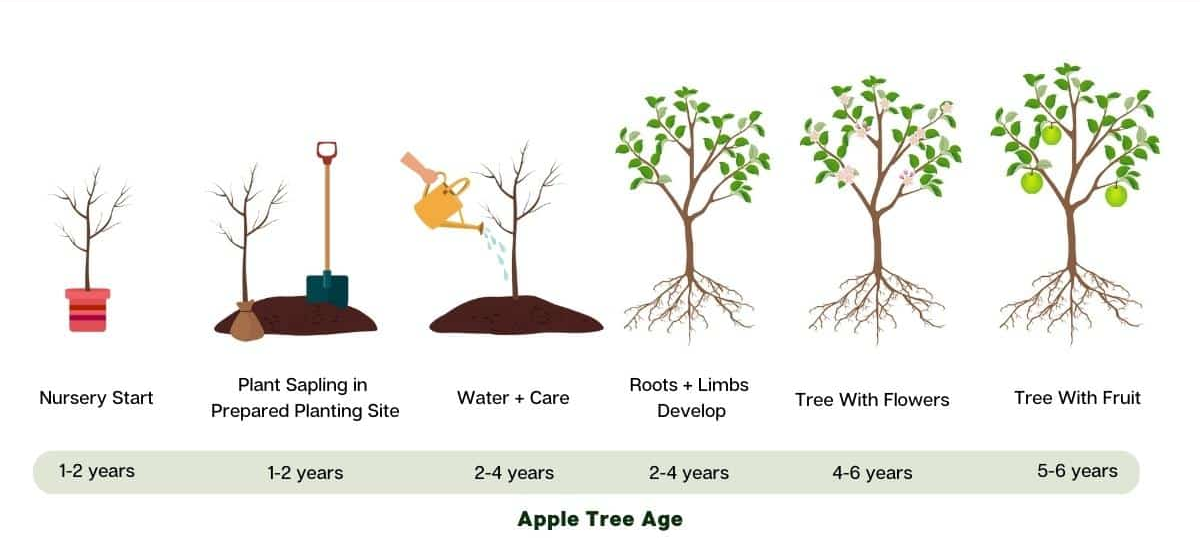 Nursery Start
Plant Sapling in
Prepared Planting Site
Water + Care
Roots + Limbs
Develop
Tree With Flowers
Tree With Fruit
1-2 years
1-2 years
2-4 years
2-4 years
4-6 years
5-6 years
Apple Tree Age